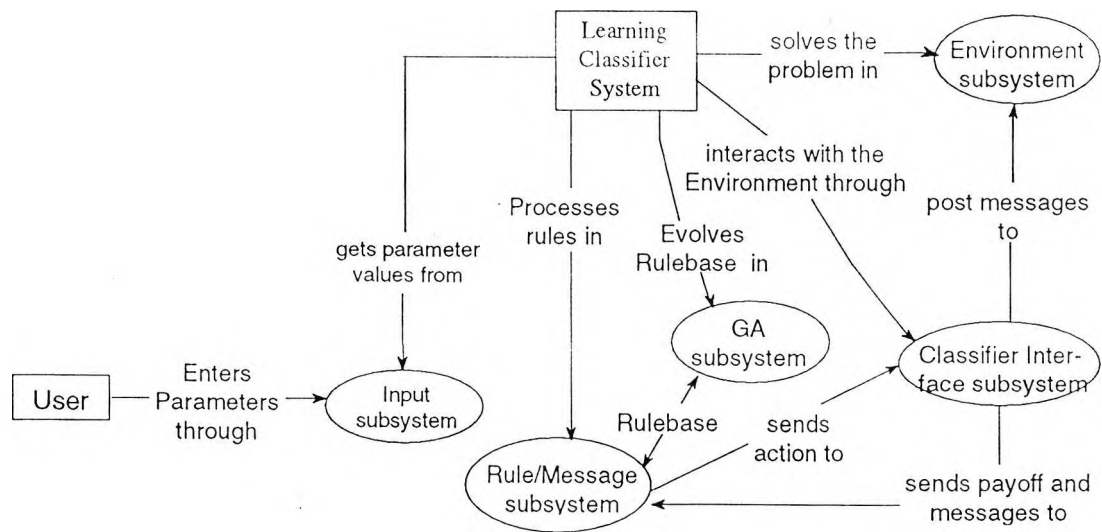 Learning
Classifier
System
solves the
problem in
Environment
subsystem
interacts with the
Environment through
post messages
to
Processes
rules in
Evolves
Rulebase in
gets parameter
values from
GA
subsystem
Classifier Inter-
face subsystem
User
Enters
Parameters
through
Input
subsystem
Rulebase
sends
action to
Rule/Message
subsystem
sends payoff and
messages to